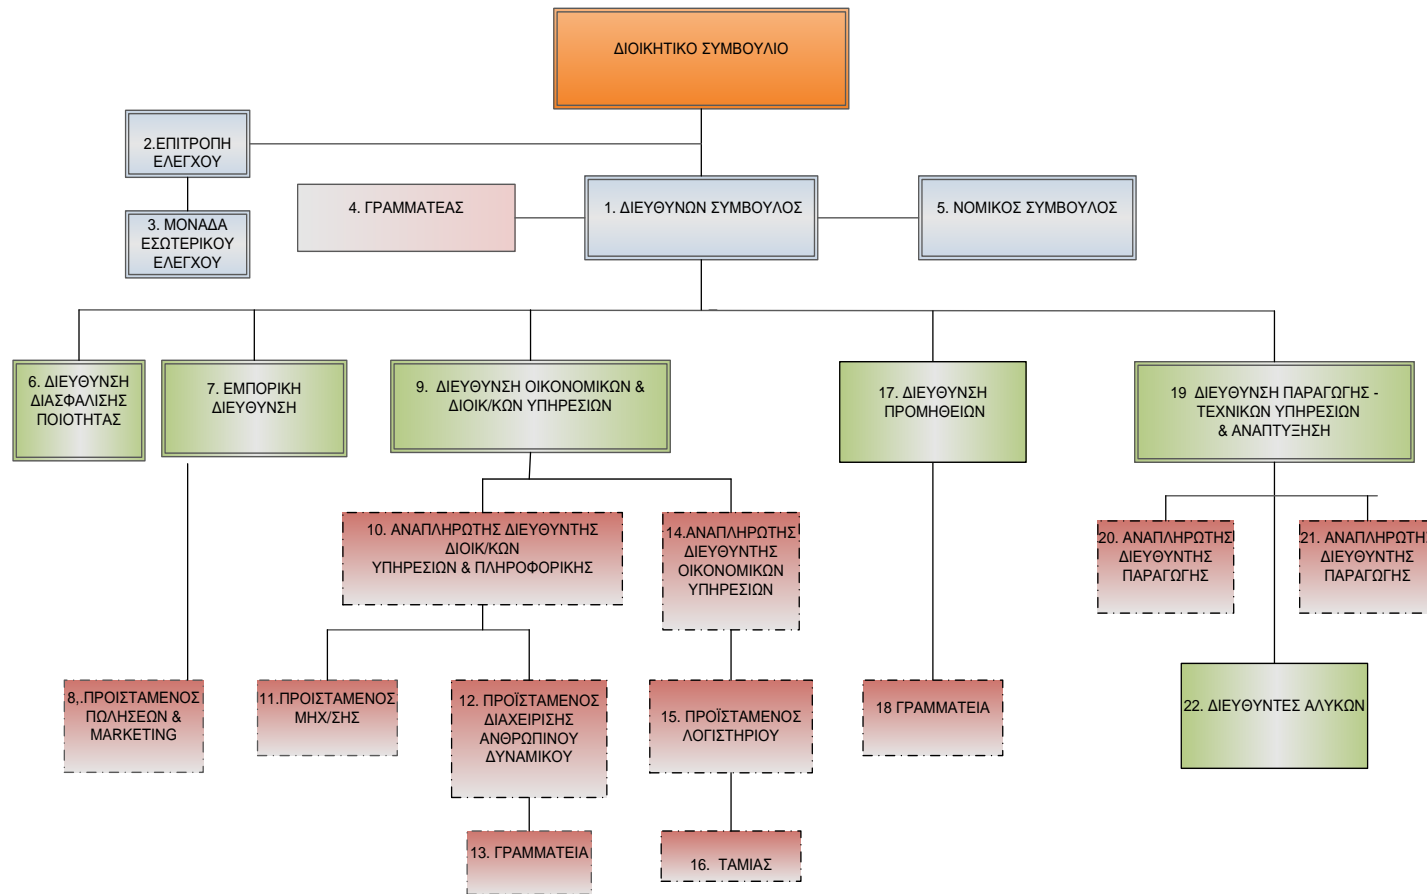 ΔΙΟΙΚΗΤΙΚΟ ΣΥΜΒΟΥΛΙΟ
2.ΕΠΙΤΡΟΠΗ
ΕΛΕΓΧΟΥ
3. ΜΟΝΑΔΑ
ΕΣΩΤΕΡΙΚΟΥ
ΕΛΕΓΧΟΥ
4. ΓΡΑΜΜΑΤΕΑΣ
1. ΔΙΕΥΘΥΝΩΝ ΣΥΜΒΟΥΛΟΣ
5. ΝΟΜΙΚΟΣ ΣΥΜΒΟΥΛΟΣ
6. ΔΙΕΥΘΥΝΣΗ
ΔΙΑΣΦΑΛΙΣΗΣ
ΠΟΙΟΤΗΤΑΣ
7. ΕΜΠΟΡΙΚΗ
ΔΙΕΥΘΥΝΣΗ
9. ΔΙΕΥΘΥΝΣΗ ΟΙΚΟΝΟΜΙΚΩΝ &
ΔΙΟΙΚ/ΚΩΝ ΥΠΗΡΕΣΙΩΝ
17. ΔΙΕΥΘΥΝΣΗ
ΠΡΟΜΗΘΕΙΩΝ
19 ΔΙΕΥΘΥΝΣΗ ΠΑΡΑΓΩΓΗΣ -
ΤΕΧΝΙΚΩΝ ΥΠΗΡΕΣΙΩΝ
& ΑΝΑΠΤΥΞΗΣΗ
10. ΑΝΑΠΛΗΡΩΤΗΣ ΔΙΕΥΘΥΝΤΗΣ
ΔΙΟΙΚ/ΚΩΝ
ΥΠΗΡΕΣΙΩΝ & ΠΛΗΡΟΦΟΡΙΚΗΣ
14.ΑΝΑΠΛΗΡΩΤΗΣ
ΔΙΕΥΘΥΝΤΗΣ
ΟΙΚΟΝΟΜΙΚΩΝ
ΥΠΗΡΕΣΙΩΝ
20. ΑΝΑΠΛΗΡΩΤΗΣ
ΔΙΕΥΘΥΝΤΗΣ
ΠΑΡΑΓΩΓΗΣ
21. ΑΝΑΠΛΗΡΩΤΗΣ
ΔΙΕΥΘΥΝΤΗΣ
ΠΑΡΑΓΩΓΗΣ
8,.ΠΡΟΙΣΤΑΜΕΝΟΣ
ΠΩΛΗΣΕΩΝ &
MARKETING
11.ΠΡΟΙΣΤΑΜΕΝΟΣ
ΜΗΧ/ΣΗΣ
12. ΠΡΟΪΣΤΑΜΕΝΟΣ
ΔΙΑΧΕΙΡΙΣΗΣ
ΑΝΘΡΩΠΙΝΟΥ
ΔΥΝΑΜΙΚΟΥ
15. ΠΡΟΪΣΤΑΜΕΝΟΣ
ΛΟΓΙΣΤΗΡΙΟΥ
18 ΓΡΑΜΜΑΤΕΙΑ
22. ΔΙΕΥΘΥΝΤΕΣ ΑΛΥΚΩΝ
13. ΓΡΑΜΜΑΤΕΙΑ
16. ΤΑΜΙΑΣ